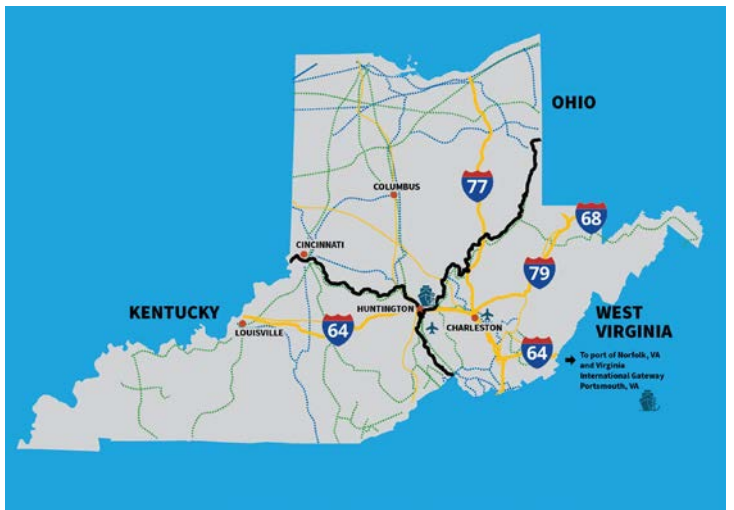 OHIO
COLUMBUS
77
68
CINCINNATI
79
KENTUCKY
HUNTINGTON
WEST
VIRGINIA
LOUISVILLE
64
CHARLESTON
64
To port of Norfolk, VA
and Virginia
International Gateway
Portsmouth, VA